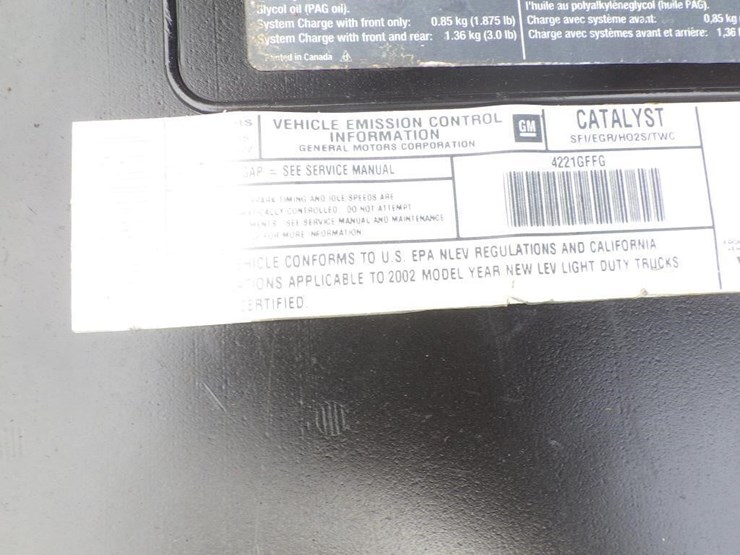 Glycol oil (PAG oil).
System Charge with front only: 0.85 kg (1.875 lb)
System Charge with front and rear: 1.36 kg (3.0 lb)
Printed in Canada
l'huile au polyalkylèneglycol (huile PAG).
Charge avec système avant: 0,85 kg
Charge avec systèmes avant et arrière: 1,36
VEHICLE EMISSION CONTROL
INFORMATION
GENERAL MOTORS CORPORATION
GM
CATALYST
SFI/EGR/HO2S/TWC
GAP = SEE SERVICE MANUAL
4221GFFG
TIMING AND IDLE SPEEDS ARE
CONTROLLED DO NOT ATTEMPT
SEE SERVICE MANUAL AND MAINTENANCE
FOR MORE INFORMATION
HICLE CONFORMS TO U.S. EPA NLEV REGULATIONS AND CALIFORNIA
TIONS APPLICABLE TO 2002 MODEL YEAR NEW LEV LIGHT DUTY TRUCKS
CERTIFIED